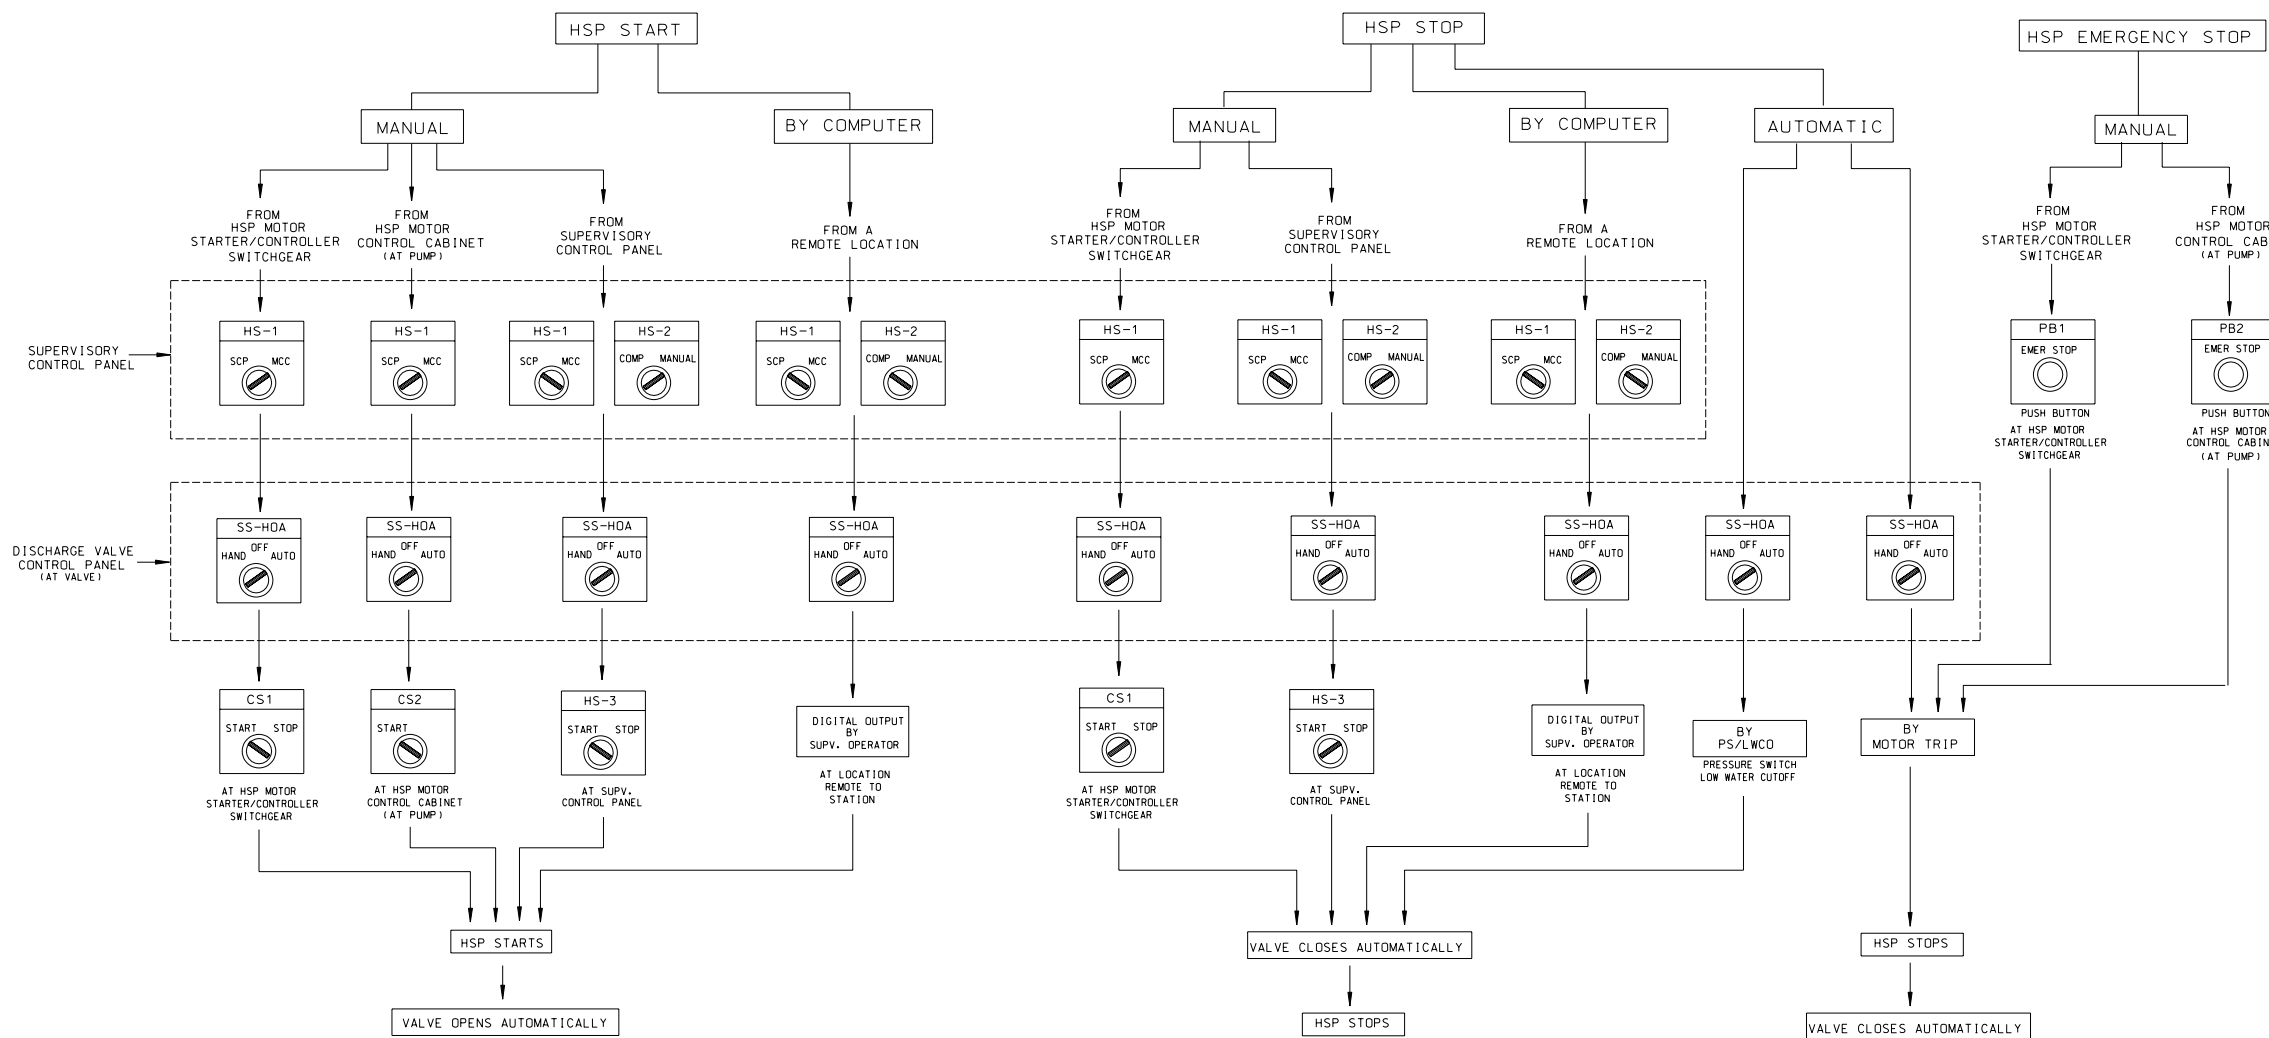 HSP START
HSP STOP
HSP EMERGENCY STOP
MANUAL
BY COMPUTER
MANUAL
BY COMPUTER
AUTOMATIC
MANUAL
FROM
HSP MOTOR
STARTER/CONTROLLER
SWITCHGEAR
FROM
HSP MOTOR
CONTROL CABINET
(AT PUMP)
FROM
SUPERVISORY
CONTROL PANEL
FROM A
REMOTE LOCATION
FROM
HSP MOTOR
STARTER/CONTROLLER
SWITCHGEAR
FROM
SUPERVISORY
CONTROL PANEL
FROM A
REMOTE LOCATION
FROM
HSP MOTOR
STARTER/CONTROLLER
SWITCHGEAR
FROM
HSP MOTOR
CONTROL CABI
(AT PUMP)
SUPERVISORY
CONTROL PANEL
HS-1
SCP MCC
HS-1
SCP MCC
HS-1
SCP MCC
HS-2
COMP MANUAL
HS-1
SCP MCC
HS-2
COMP MANUAL
HS-1
SCP MCC
HS-1
SCP MCC
HS-2
COMP MANUAL
HS-1
SCP MCC
HS-2
COMP MANUAL
PB1
EMER STOP
PUSH BUTTON
AT HSP MOTOR
STARTER/CONTROLLER
SWITCHGEAR
PB2
EMER STOP
PUSH BUTTON
AT HSP MOTOR
CONTROL CABIN
(AT PUMP)
DISCHARGE VALVE
CONTROL PANEL
(AT VALVE)
SS-HOA
OFF
HAND AUTO
SS-HOA
OFF
HAND AUTO
SS-HOA
OFF
HAND AUTO
SS-HOA
OFF
HAND AUTO
SS-HOA
OFF
HAND AUTO
SS-HOA
OFF
HAND AUTO
SS-HOA
OFF
HAND AUTO
SS-HOA
OFF
HAND AUTO
SS-HOA
OFF
HAND AUTO
CS1
START STOP
AT HSP MOTOR
STARTER/CONTROLLER
SWITCHGEAR
CS2
START
AT HSP MOTOR
CONTROL CABINET
(AT PUMP)
HS-3
START STOP
AT SUPV.
CONTROL PANEL
DIGITAL OUTPUT
BY
SUPV. OPERATOR
AT LOCATION
REMOTE TO
STATION
CS1
START STOP
AT HSP MOTOR
STARTER/CONTROLLER
SWITCHGEAR
HS-3
START STOP
AT SUPV.
CONTROL PANEL
DIGITAL OUTPUT
BY
SUPV. OPERATOR
AT LOCATION
REMOTE TO
STATION
BY
PS/LWCO
PRESSURE SWITCH
LOW WATER CUTOFF
BY
MOTOR TRIP
HSP STARTS
VALVE CLOSES AUTOMATICALLY
HSP STOPS
VALVE OPENS AUTOMATICALLY
HSP STOPS
VALVE CLOSES AUTOMATICALLY